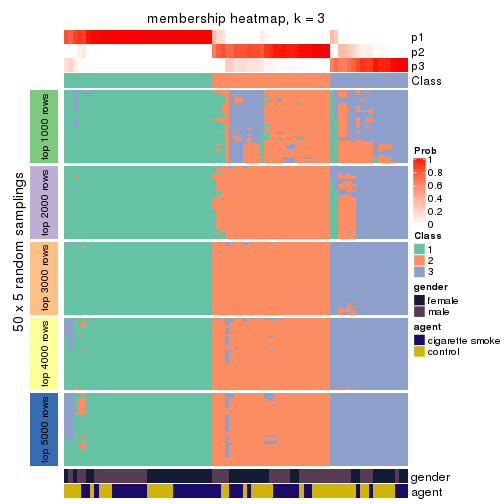 membership heatmap, k = 3
p1
p2
p3
Class
50 x 5 random samplings
top 1000 rows
top 2000 rows
top 3000 rows
top 4000 rows
top 5000 rows
Prob
1
0.8
0.6
0.4
0.2
0
Class
1
2
3
gender
female
male
agent
cigarette smoke
control
gender
agent